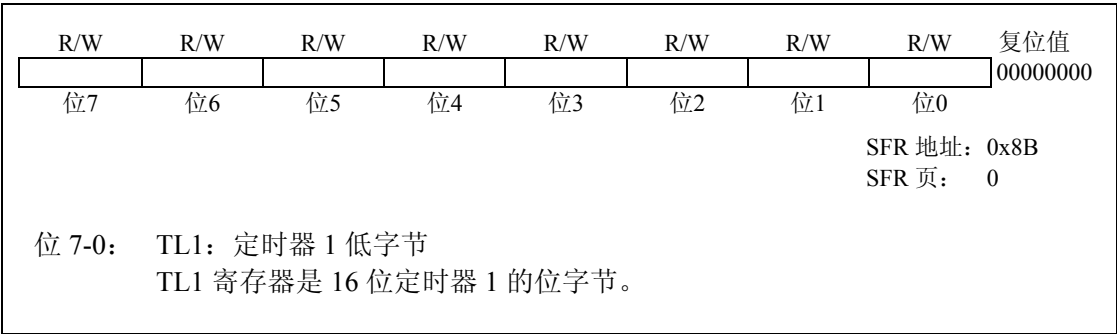 R/W R/W R/W R/W R/W R/W R/W R/W 复位值
00000000
位7 位6 位5 位4 位3 位2 位1 位0
SFR 地址：0x8B
SFR 页： 0
位 7-0： TL1：定时器 1 低字节
TL1 寄存器是 16 位定时器 1 的位字节。